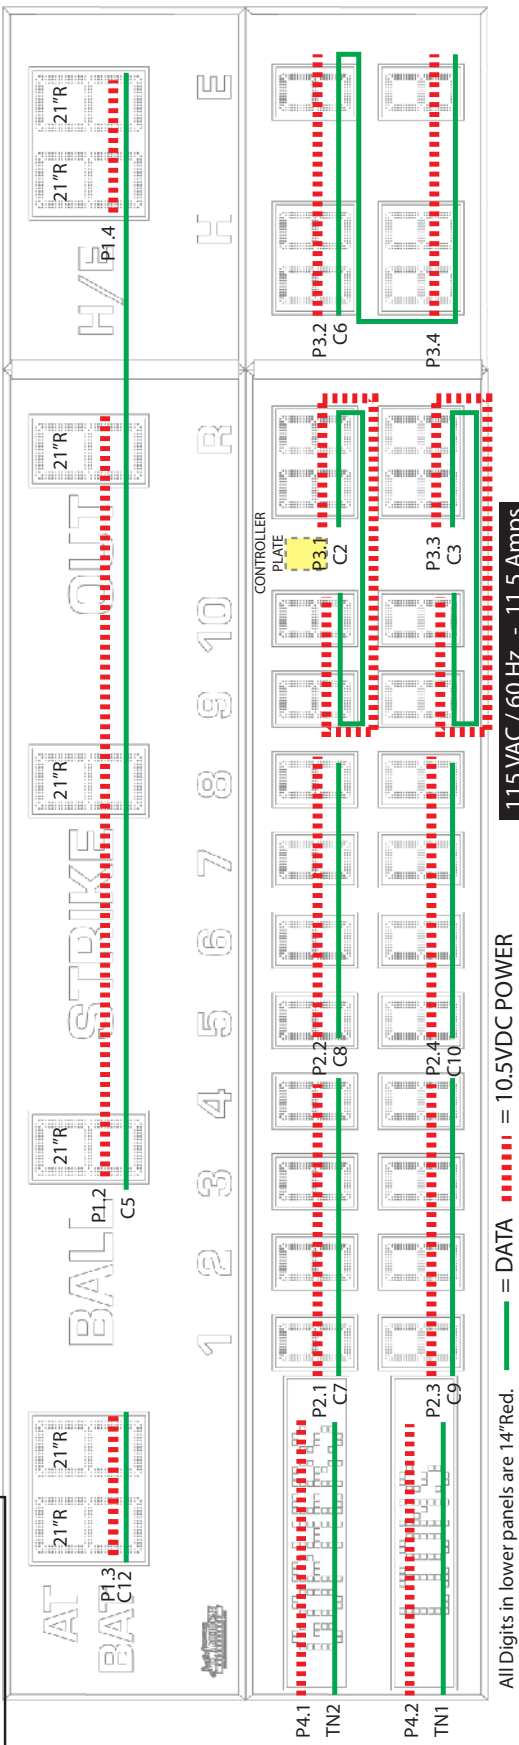 AT
BAT
BALL
STRIKE
OUT
H/E
21"R
21"R
21"R
21"R
21"R
21"R
21"R
P1.3
C12
P1.2
C5
P1.4
1 2 3 4 5 6 7 8 9 10 R H E
CONTROLLER
PLATE
P4.1
TN2
P2.1
C7
P2.2
C8
P3.1
C2
P3.2
C6
P4.2
TN1
P2.3
C9
P2.4
C10
P3.3
C3
P3.4
All Digits in lower panels are 14"Red.
= DATA
= 10.5VDC POWER
115VAC / 60 Hz - 11.5 Amps